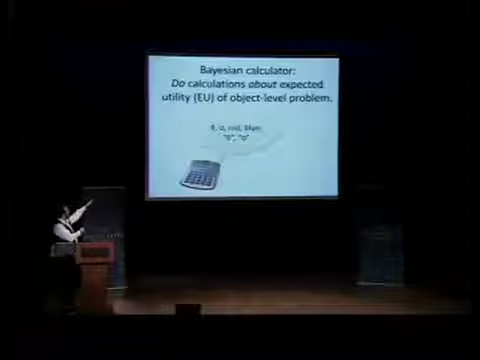 Bayesian calculator:
Do calculations about expected
utility (EU) of object-level problem.